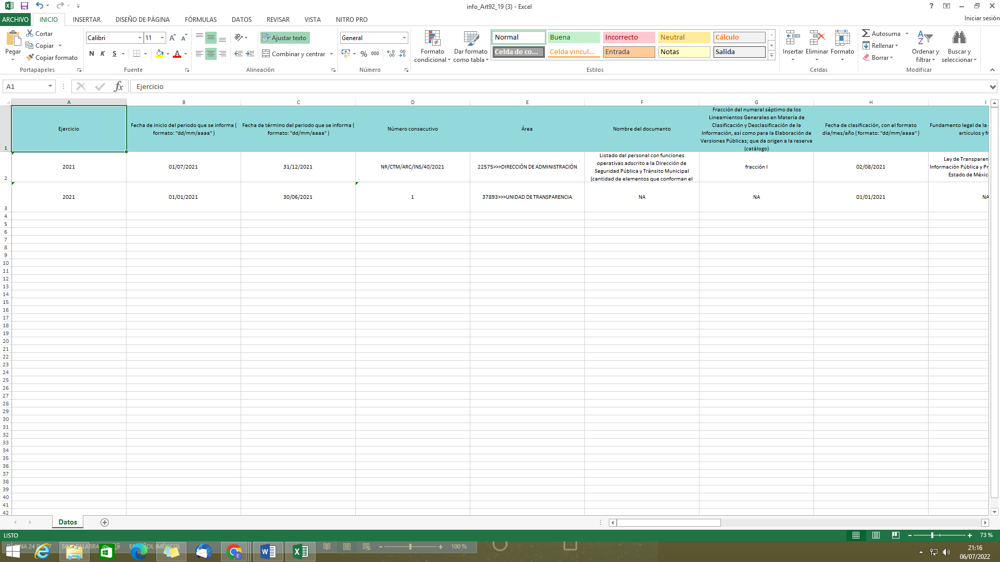 info_Art92_19 (3) - Excel
ARCHIVO INICIO INSERTAR DISEÑO DE PÁGINA FÓRMULAS DATOS REVISAR VISTA NITRO PRO
Iniciar sesión
Pegar
Cortar
Copiar
Copiar formato
Portapapeles
Calibri 11
N K S
Fuente
Ajustar texto
Combinar y centrar
Alineación
General
% 000
Número
Formato condicional
Dar formato como tabla
Normal Buena Incorrecto Neutral Cálculo
Celda de co... Celda vincul... Entrada Notas Salida
Estilos
Insertar Eliminar Formato
Celdas
Autosuma
Rellenar
Borrar
Ordenar y filtrar
Buscar y seleccionar
Modificar
A1 fx Ejercicio
A B C D E F G H I
1
Ejercicio
Fecha de inicio del periodo que se informa (
formato: "dd/mm/aaaa" )
Fecha de término del periodo que se informa (
formato: "dd/mm/aaaa" )
Número consecutivo
Área
Nombre del documento
Fracción del numeral séptimo de los
Lineamientos Generales en Materia de
Clasificación y Desclasificación de la
Información, así como para la Elaboración de
Versiones Públicas; que da origen a la reserva
(catálogo)
Fecha de clasificación, con el formato
día/mes/año ( formato: "dd/mm/aaaa" )
Fundamento legal de la
artículos y fr
2
2021
01/07/2021
31/12/2021
NR/CTM/ARC/INS/40/2021
22575>>>DIRECCIÓN DE ADMINISTRACIÓN
Listado del personal con funciones
operativas adscrito a la Dirección de
Seguridad Pública y Tránsito Municipal
(cantidad de elementos que conforman el
fracción I
02/08/2021
Ley de Transparen
Información Pública y Pr
Estado de Méxic
3
2021
01/01/2021
30/06/2021
1
37893>>>UNIDAD DE TRANSPARENCIA
NA
NA
01/01/2021
NA
4
5
6
7
8
9
10
11
12
13
14
15
16
17
18
19
20
21
22
23
24
25
26
27
28
29
30
31
32
33
34
35
36
37
38
39
40
41
42
Datos
LISTO
73 %
100 %
21:16
06/07/2022